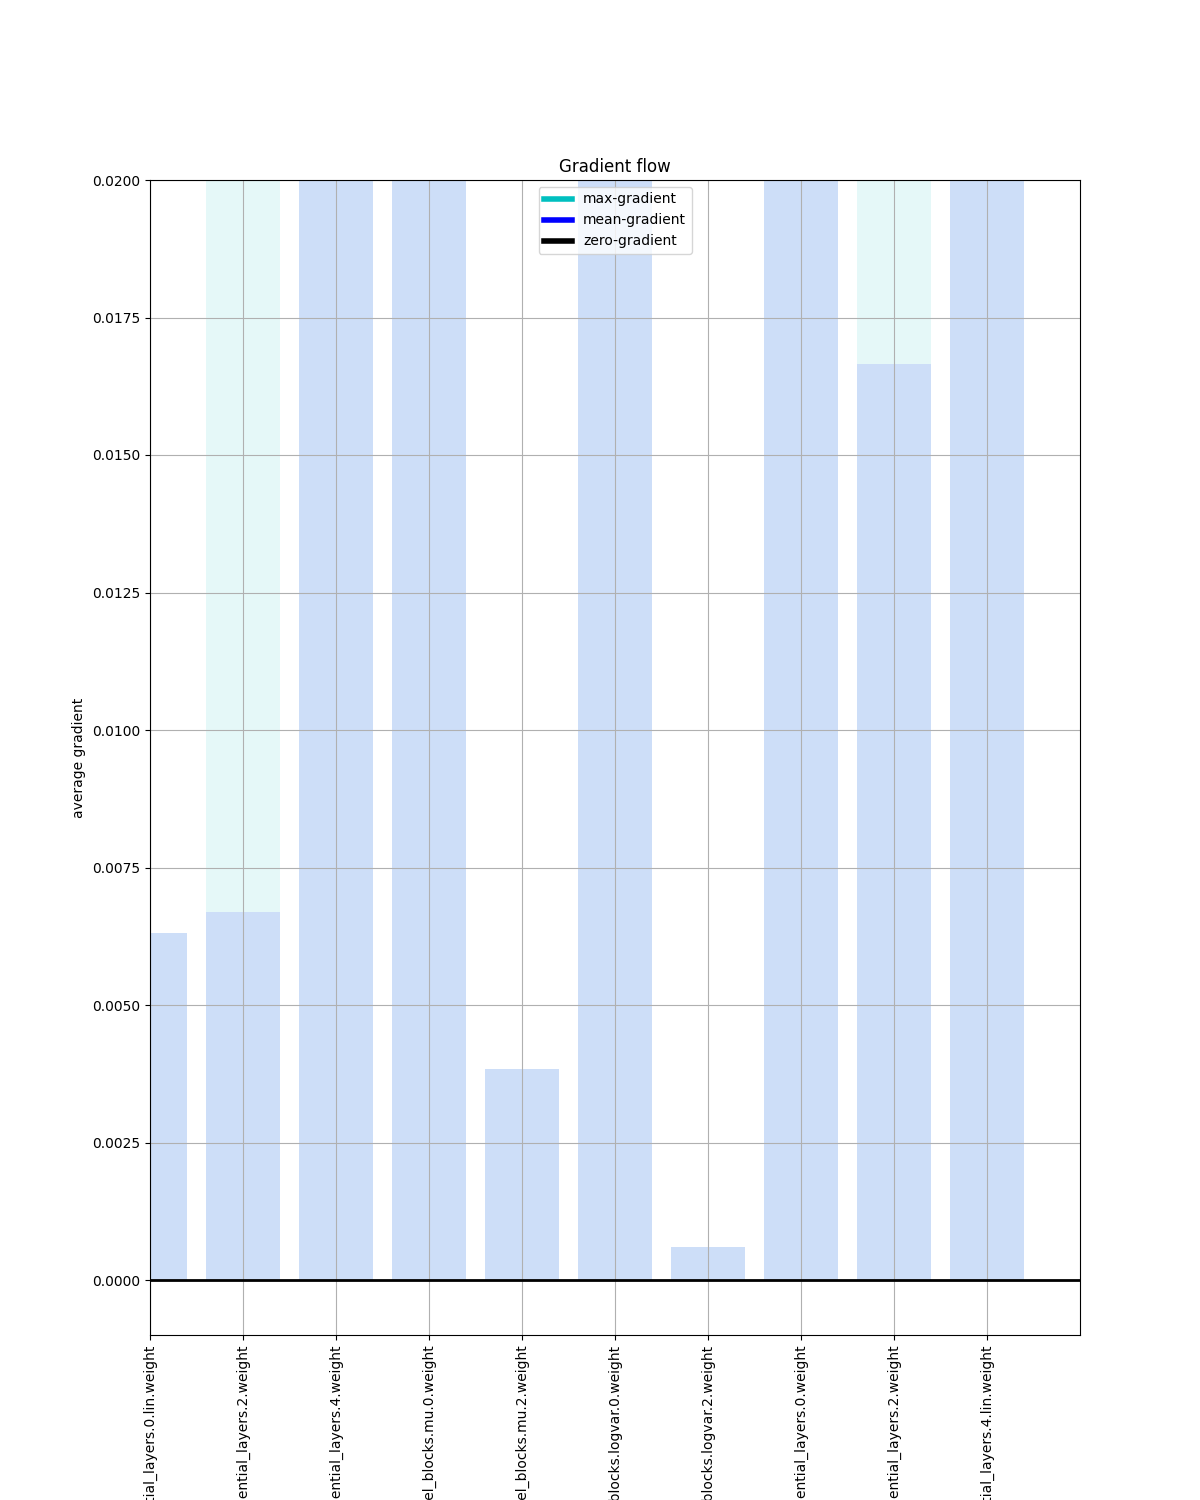 Gradient flow
max-gradient
mean-gradient
zero-gradient
0.0200
0.0175
0.0150
0.0125
0.0100
0.0075
0.0050
0.0025
0.0000
average gradient
tial_layers.0.lin.weight
ential_layers.2.weight
ential_layers.4.weight
el_blocks.mu.0.weight
el_blocks.mu.2.weight
blocks.logvar.0.weight
blocks.logvar.2.weight
ential_layers.0.weight
ential_layers.2.weight
tial_layers.4.lin.weight